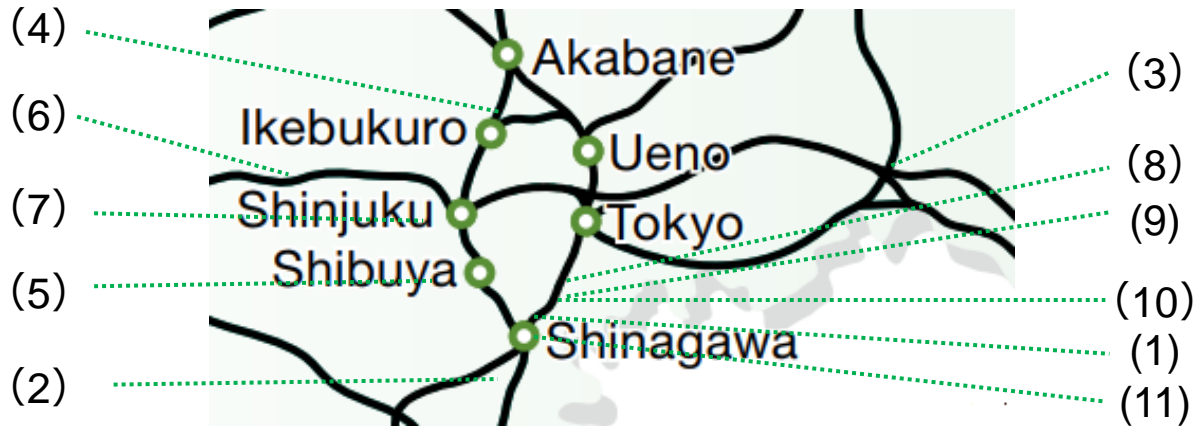 (4)
Akabane
(3)
Ikebukuro
(6)
Ueno
(8)
(7)
Shinjuku
Tokyo
(9)
Shibuya
(5)
(10)
Shinagawa
(1)
(2)
(11)